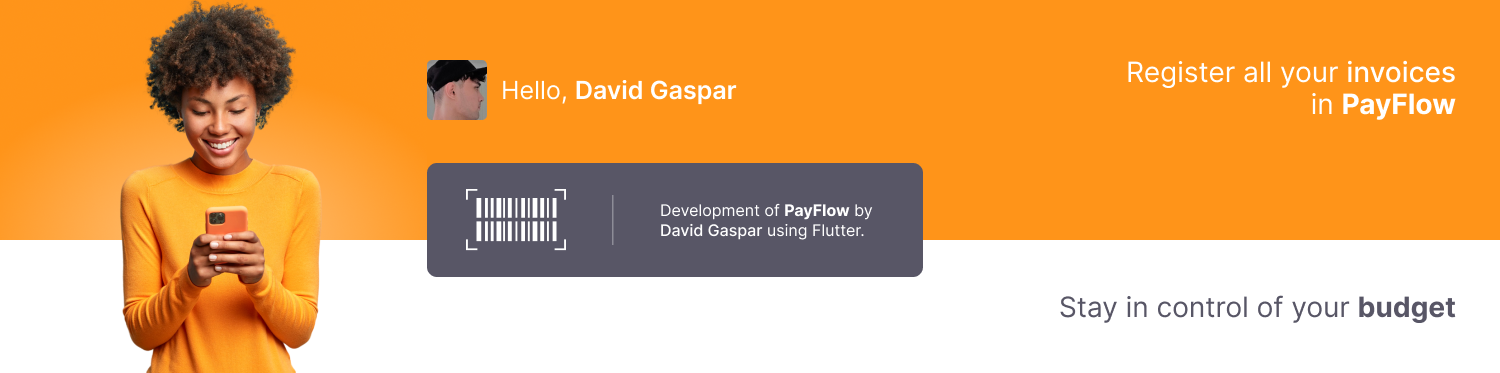 Hello, David Gaspar
Register all your invoices
in PayFlow
Development of PayFlow by
David Gaspar using Flutter.
Stay in control of your budget